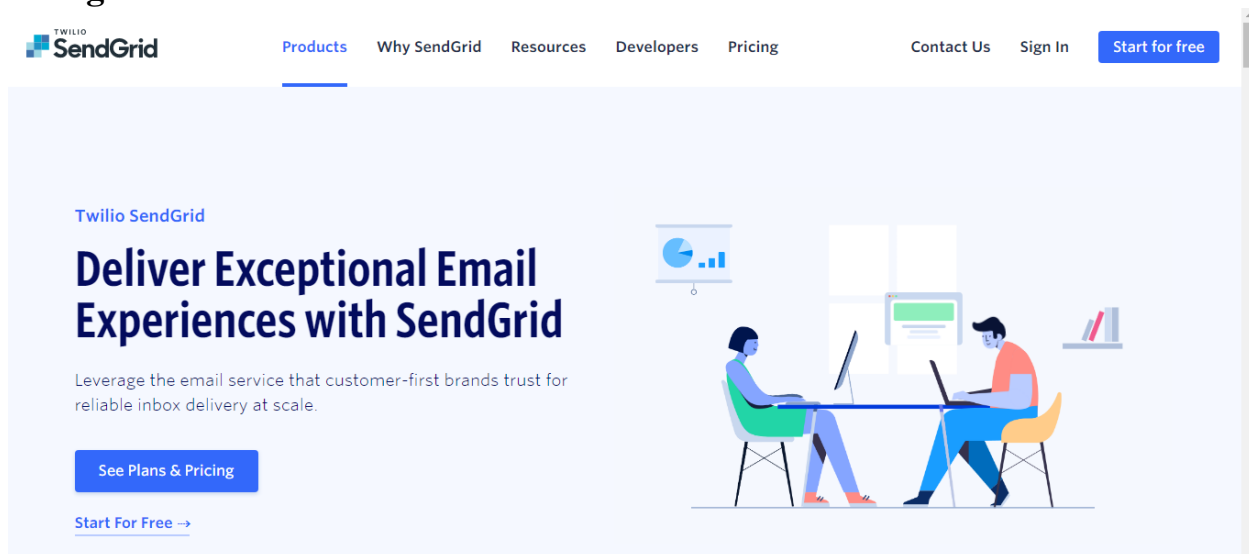 TWILIO
SendGrid
Products
Why SendGrid
Resources
Developers
Pricing
Contact Us
Sign In
Start for free
Twilio SendGrid
Deliver Exceptional Email
Experiences with SendGrid
Leverage the email service that customer-first brands trust for
reliable inbox delivery at scale.
See Plans & Pricing
Start For Free ⇢